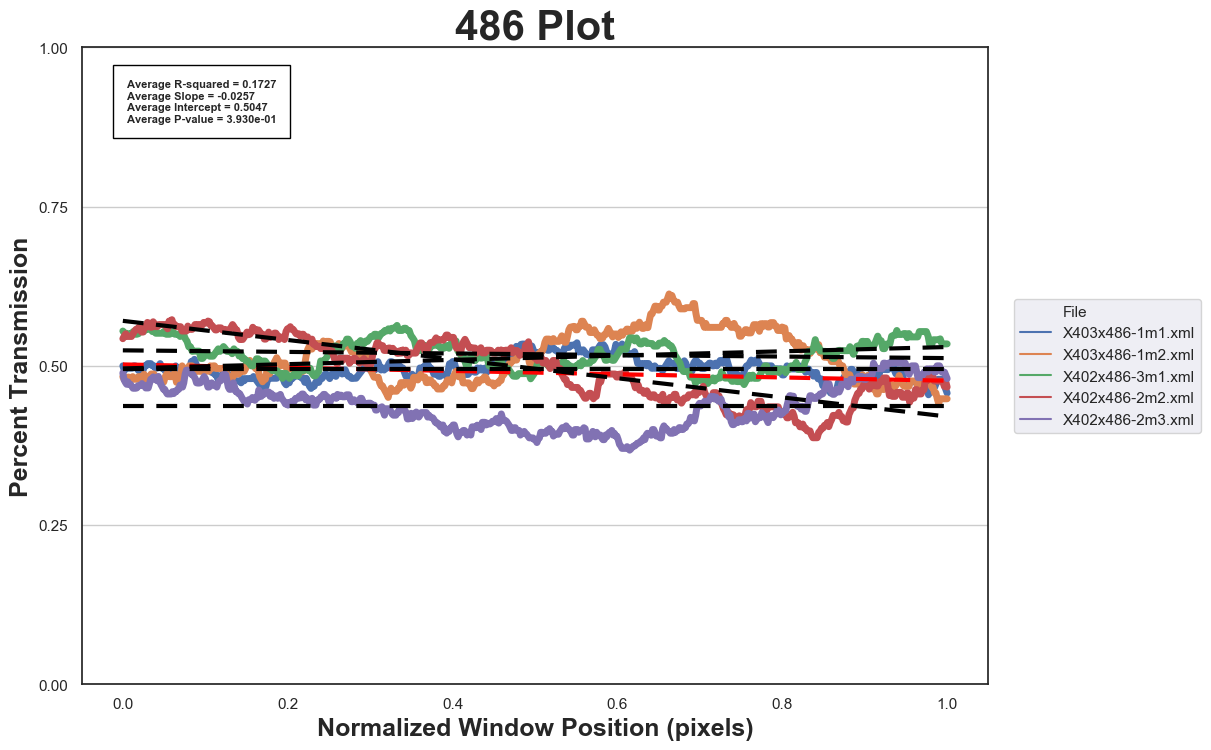 486 Plot
1.00
0.75
0.50
0.25
0.00
Percent Transmission
Average R-squared = 0.1727
Average Slope = -0.0257
Average Intercept = 0.5047
Average P-value = 3.930e-01
0.0 0.2 0.4 0.6 0.8 1.0
Normalized Window Position (pixels)
File
X403x486-1m1.xml
X403x486-1m2.xml
X402x486-3m1.xml
X402x486-2m2.xml
X402x486-2m3.xml